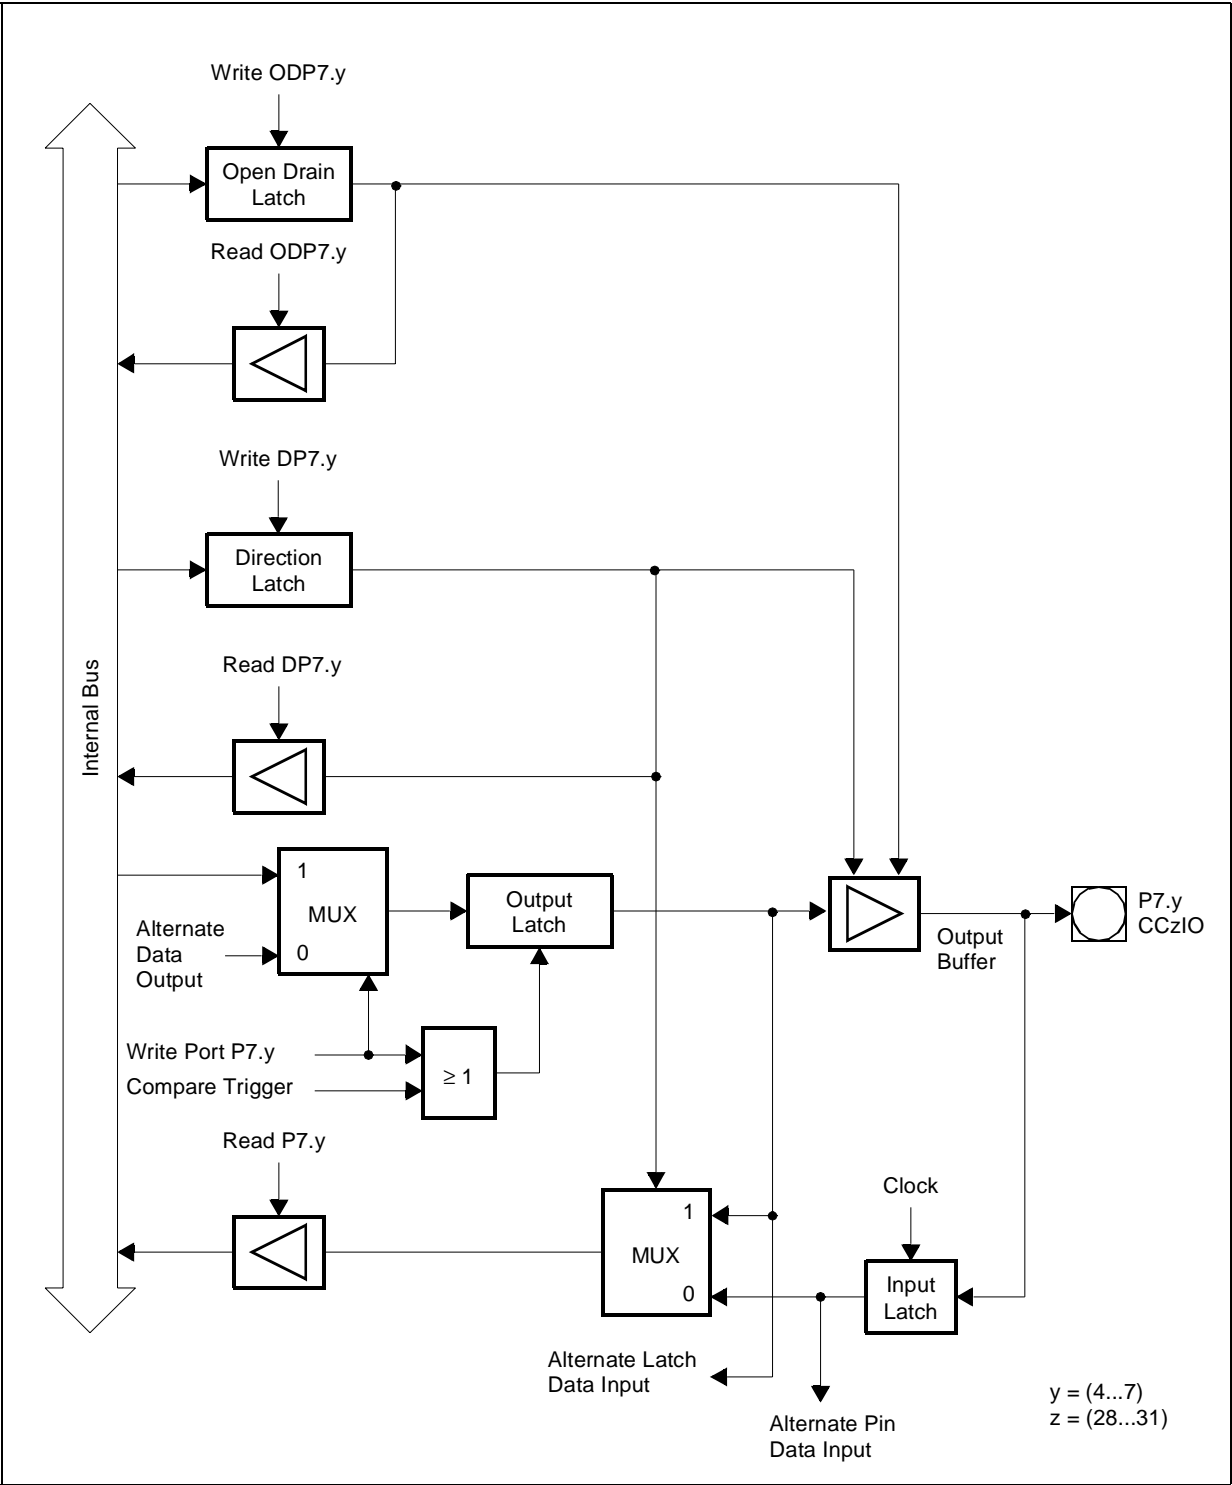 Write ODP7.y
Open Drain
Latch
Read ODP7.y
Write DP7.y
Direction
Latch
Read DP7.y
Internal Bus
1
MUX
0
Alternate
Data
Output
Output
Latch
Output
Buffer
P7.y
CCzIO
Write Port P7.y
Compare Trigger
≥ 1
Read P7.y
1
MUX
0
Clock
Input
Latch
Alternate Latch
Data Input
Alternate Pin
Data Input
y = (4...7)
z = (28...31)